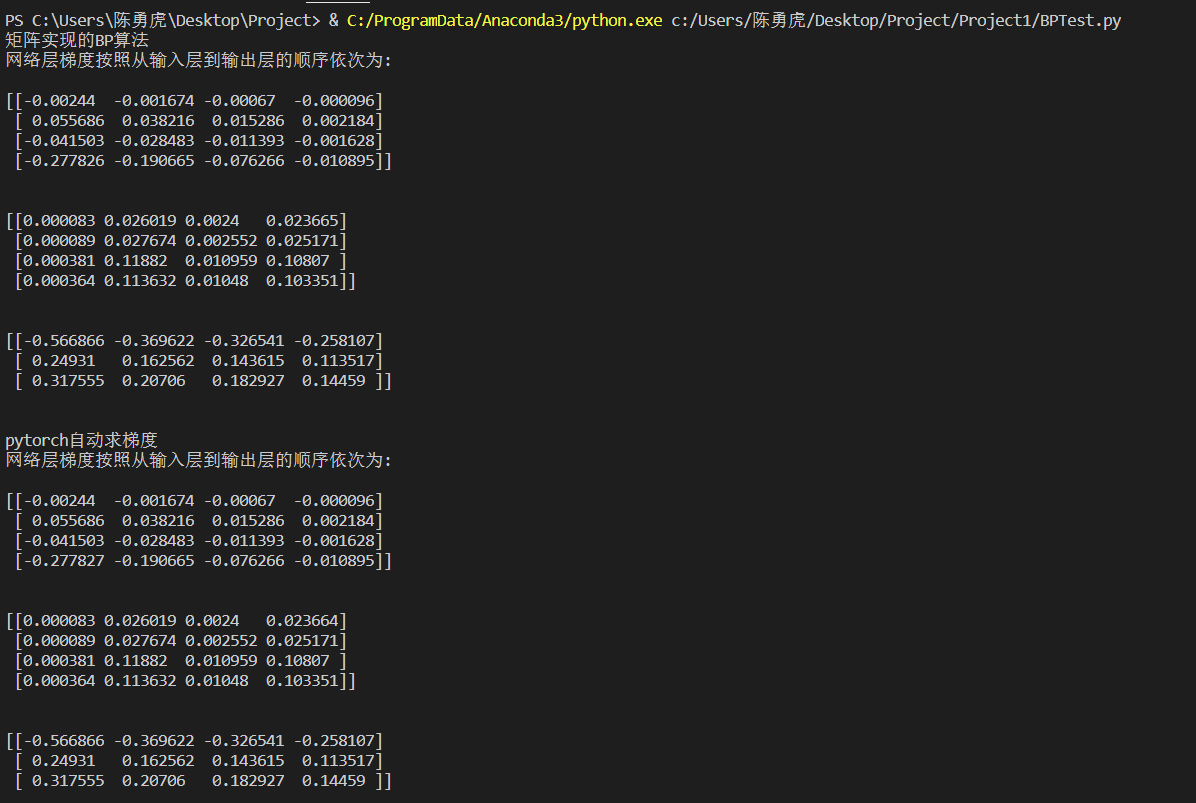 PS C:\Users\陈勇虎\Desktop\Project> & C:/ProgramData/Anaconda3/python.exe c:/Users/陈勇虎/Desktop/Project/Project1/BPTest.py
矩阵实现的BP算法
网络层梯度按照从输入层到输出层的顺序依次为:
[[-0.00244  -0.001674 -0.00067  -0.000096]
 [ 0.055686  0.038216  0.015286  0.002184]
 [-0.041503 -0.028483 -0.011393 -0.001628]
 [-0.277826 -0.190665 -0.076266 -0.010895]]
[[0.000083 0.026019 0.0024   0.023665]
 [0.000089 0.027674 0.002552 0.025171]
 [0.000381 0.11882  0.010959 0.10807 ]
 [0.000364 0.113632 0.01048  0.103351]]
[[-0.566866 -0.369622 -0.326541 -0.258107]
 [ 0.24931   0.162562  0.143615  0.113517]
 [ 0.317555  0.20706   0.182927  0.14459 ]]
pytorch自动求梯度
网络层梯度按照从输入层到输出层的顺序依次为:
[[-0.00244  -0.001674 -0.00067  -0.000096]
 [ 0.055686  0.038216  0.015286  0.002184]
 [-0.041503 -0.028483 -0.011393 -0.001628]
 [-0.277827 -0.190665 -0.076266 -0.010895]]
[[0.000083 0.026019 0.0024   0.023664]
 [0.000089 0.027674 0.002552 0.025171]
 [0.000381 0.11882  0.010959 0.10807 ]
 [0.000364 0.113632 0.01048  0.103351]]
[[-0.566866 -0.369622 -0.326541 -0.258107]
 [ 0.24931   0.162562  0.143615  0.113517]
 [ 0.317555  0.20706   0.182927  0.14459 ]]